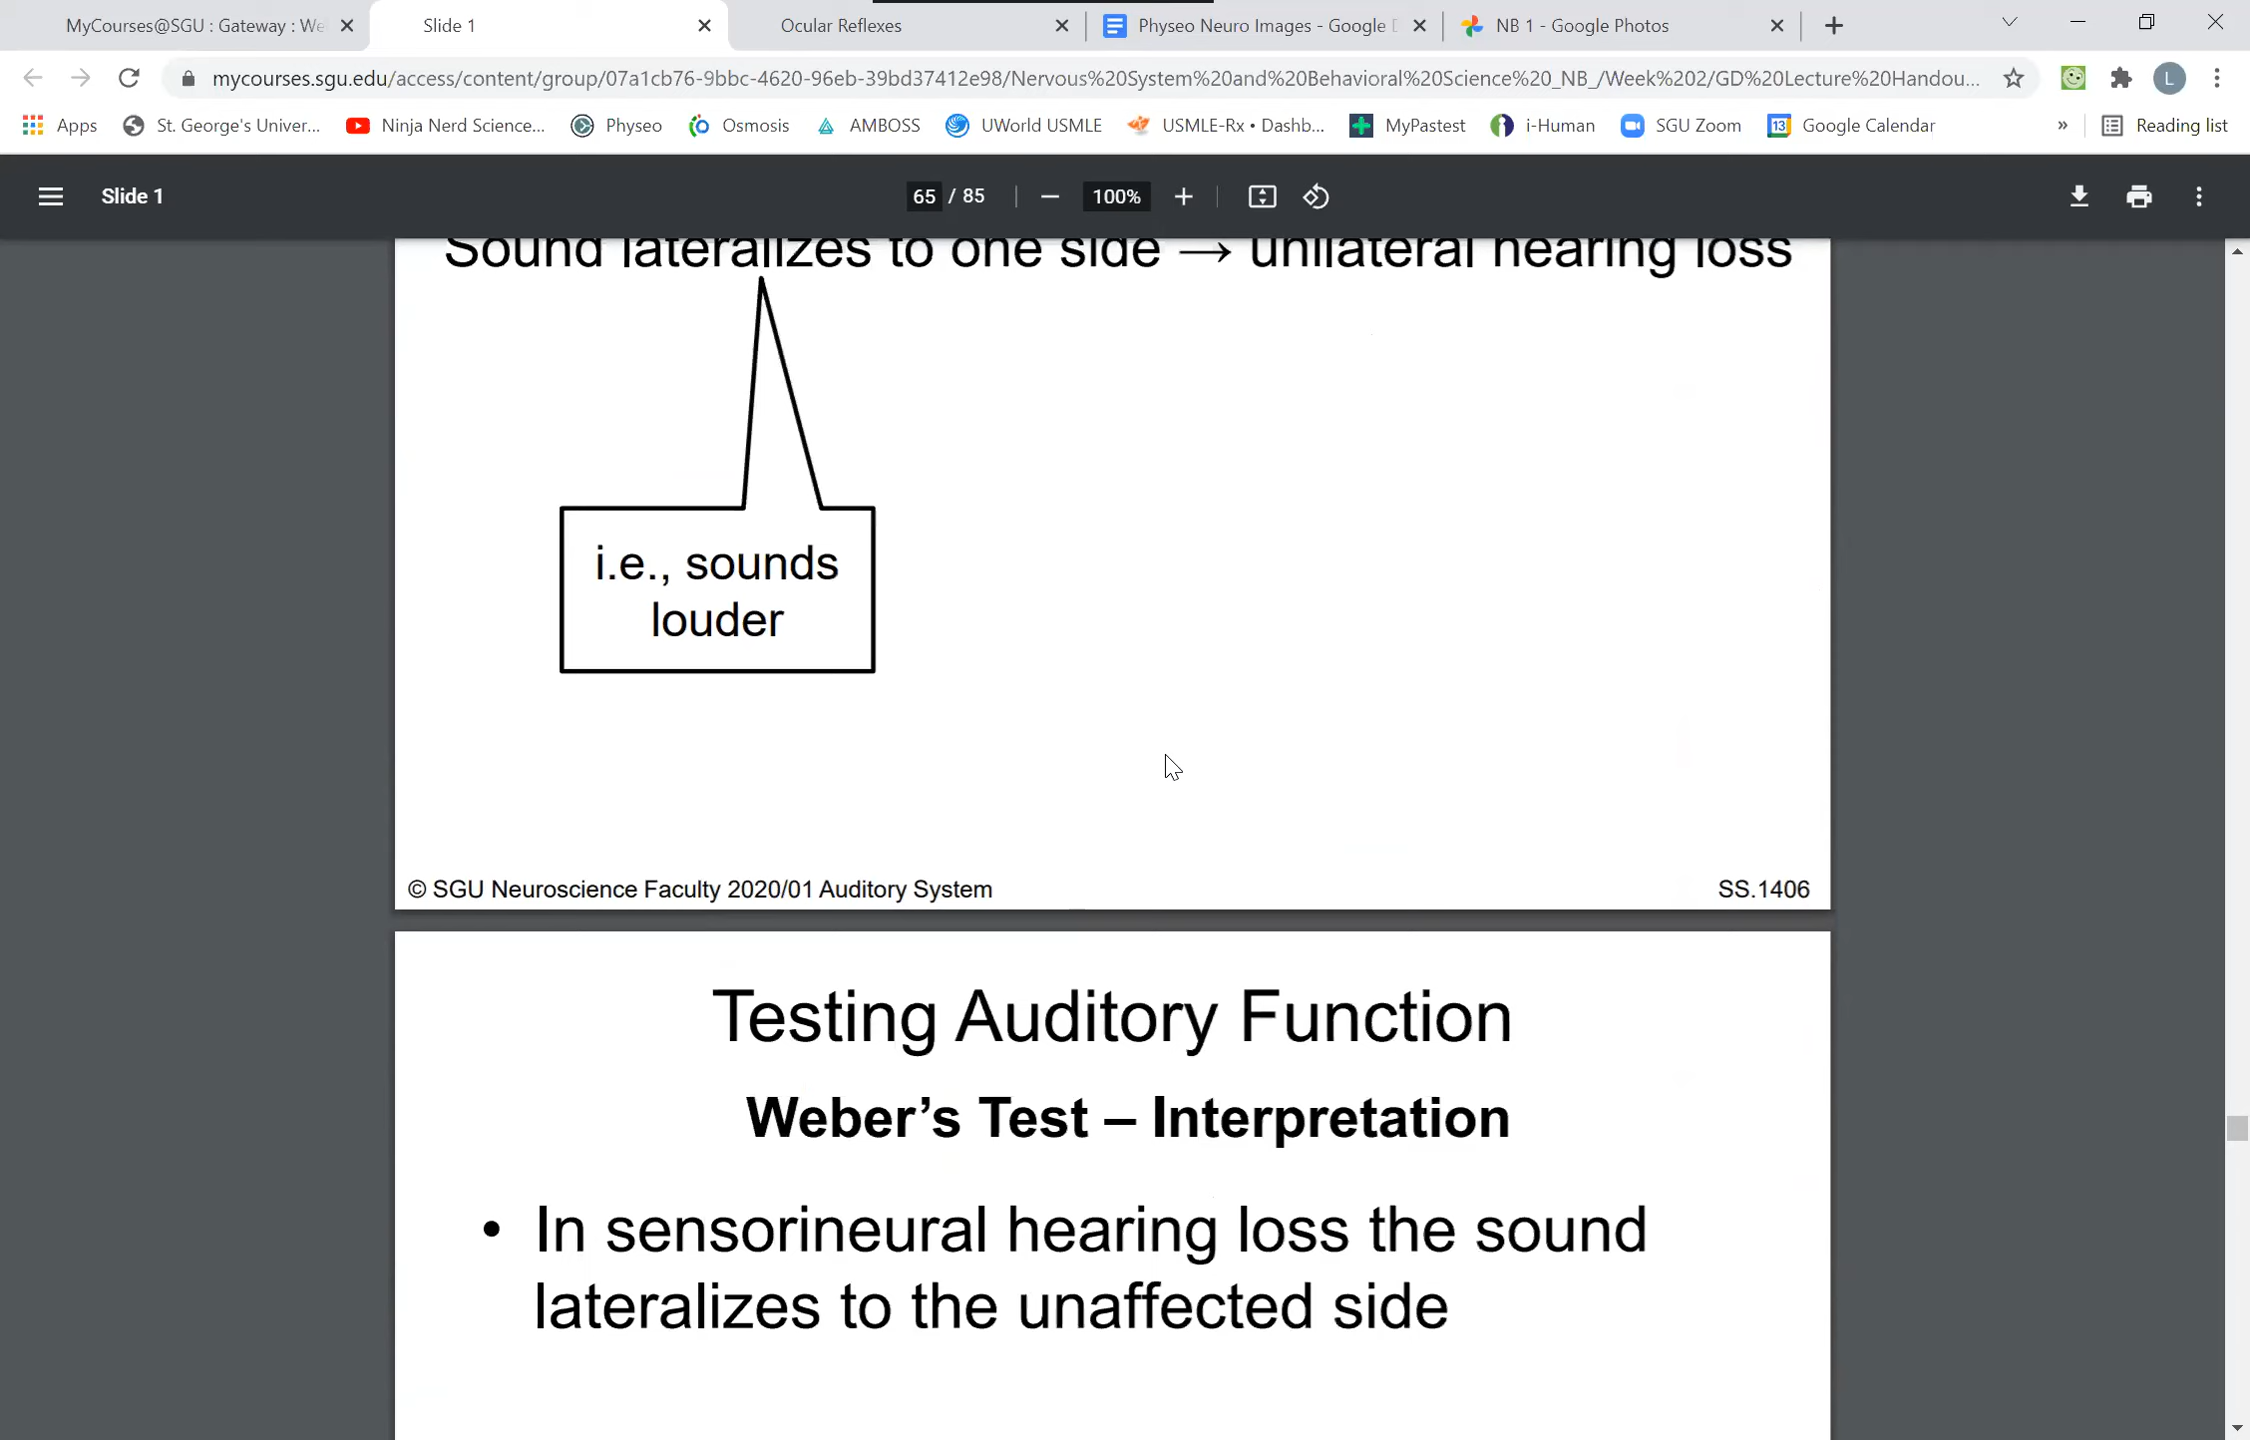 MyCourses@SGU : Gateway : We
Slide 1
Ocular Reflexes
Physeo Neuro Images - Google D
NB 1 - Google Photos
mycourses.sgu.edu/access/content/group/07a1cb76-9bbc-4620-96eb-39bd37412e98/Nervous%20System%20and%20Behavioral%20Science%20_NB_/Week%202/GD%20Lecture%20Handou...
L
Apps
St. George's Univer...
Ninja Nerd Science...
Physeo
Osmosis
AMBOSS
UWorld USMLE
USMLE-Rx • Dashb...
MyPastest
i-Human
SGU Zoom
13
Google Calendar
»
Reading list
Slide 1
65 / 85
100%
Sound lateralizes to one side → unilateral hearing loss
i.e., sounds
louder
© SGU Neuroscience Faculty 2020/01 Auditory System
SS.1406
Testing Auditory Function
Weber’s Test – Interpretation
• In sensorineural hearing loss the sound
lateralizes to the unaffected side